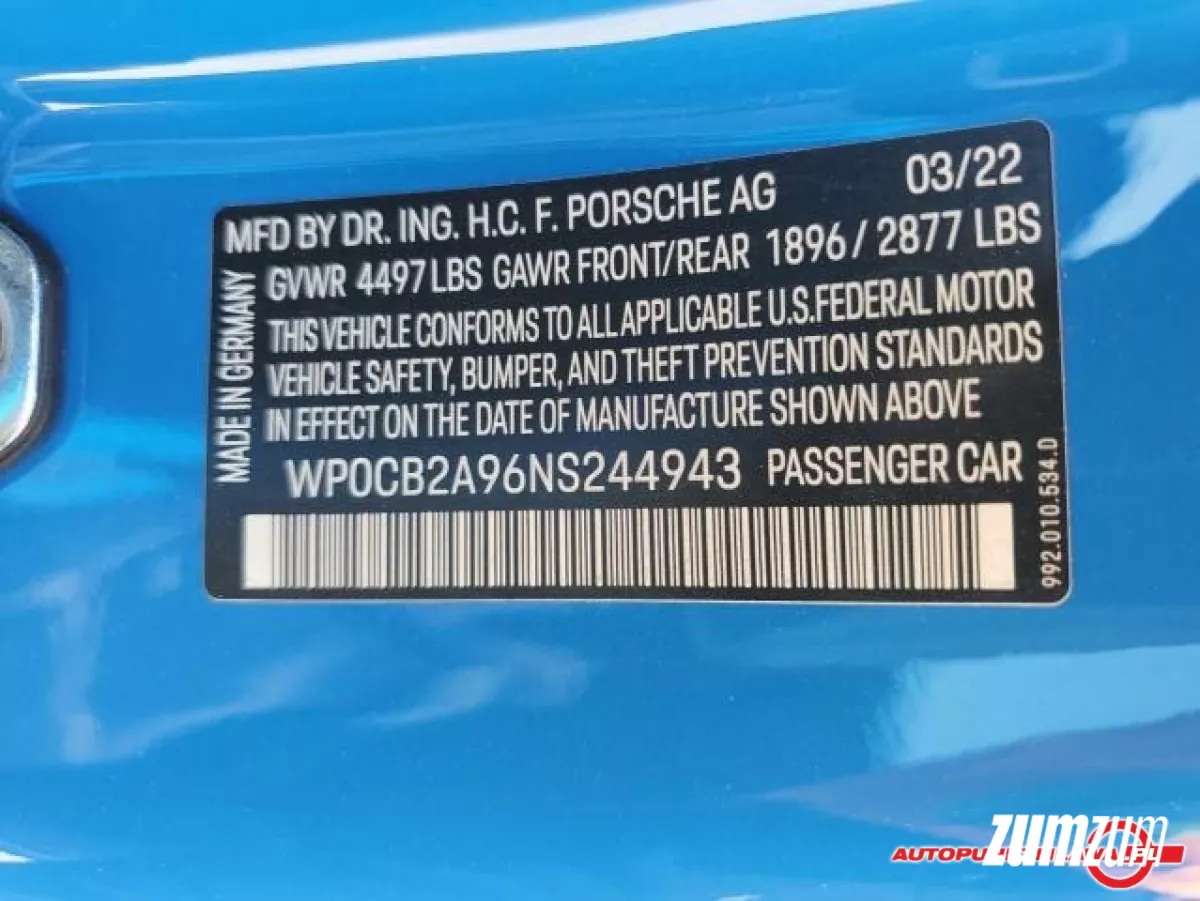 MFD BY DR. ING. H.C. F. PORSCHE AG 03/22
GVWR 4497 LBS GAWR FRONT/REAR 1896 / 2877 LBS
THIS VEHICLE CONFORMS TO ALL APPLICABLE U.S.FEDERAL MOTOR
VEHICLE SAFETY, BUMPER, AND THEFT PREVENTION STANDARDS
IN EFFECT ON THE DATE OF MANUFACTURE SHOWN ABOVE
WP0CB2A96NS244943 PASSENGER CAR
MADE IN GERMANY
992.010.534.D
zumzum